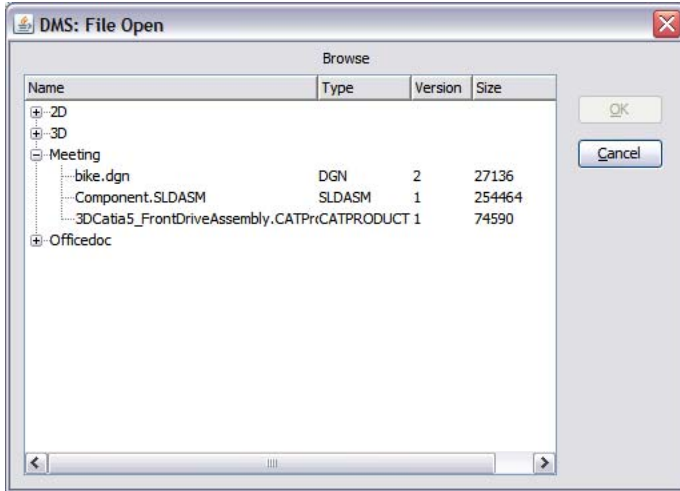 DMS: File Open
Browse
Name Type Version Size
2D
3D
Meeting
bike.dgn DGN 2 27136
Component.SLDASM SLDASM 1 254464
3DCatia5_FrontDriveAssembly.CATPr CATPRODUCT 1 74590
Officedoc
OK
Cancel